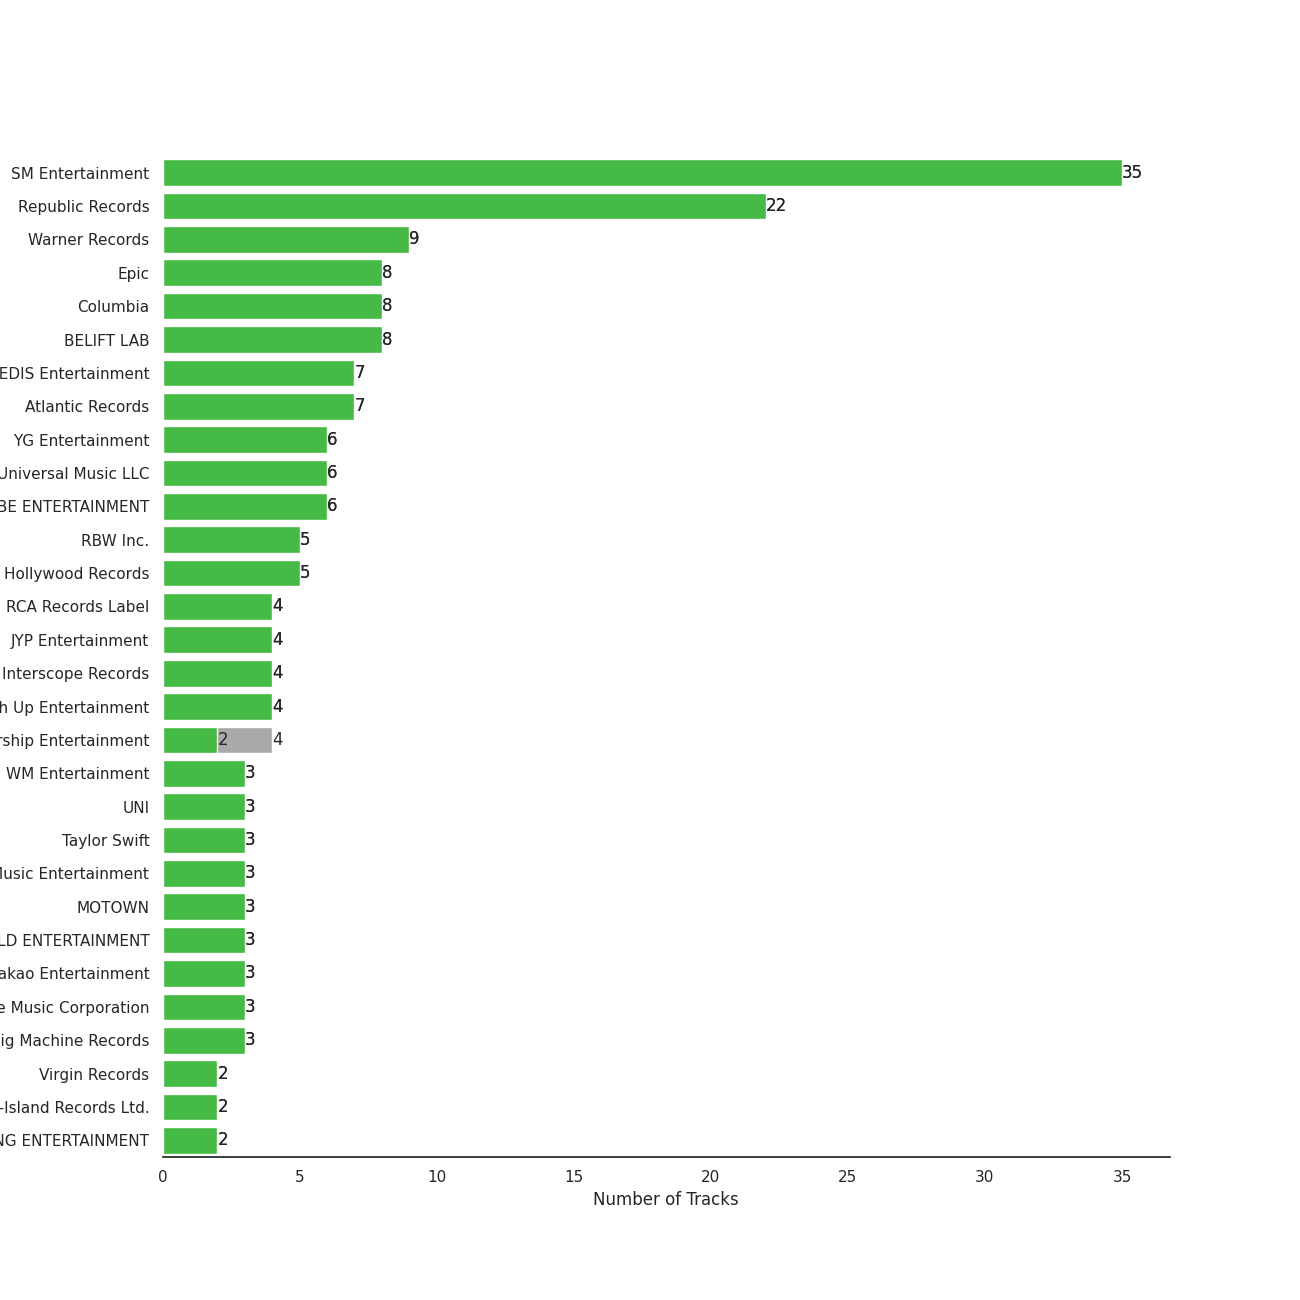 SM Entertainment 35
Republic Records 22
Warner Records 9
Epic 8
Columbia 8
BELIFT LAB 8
EDIS Entertainment 7
Atlantic Records 7
YG Entertainment 6
Universal Music LLC 6
BE ENTERTAINMENT 6
RBW Inc. 5
Hollywood Records 5
RCA Records Label 4
JYP Entertainment 4
Interscope Records 4
h Up Entertainment 4
rship Entertainment 2 4
WM Entertainment 3
UNI 3
Taylor Swift 3
Music Entertainment 3
MOTOWN 3
LD ENTERTAINMENT 3
akao Entertainment 3
e Music Corporation 3
ig Machine Records 3
Virgin Records 2
-Island Records Ltd. 2
NG ENTERTAINMENT 2
0 5 10 15 20 25 30 35
Number of Tracks